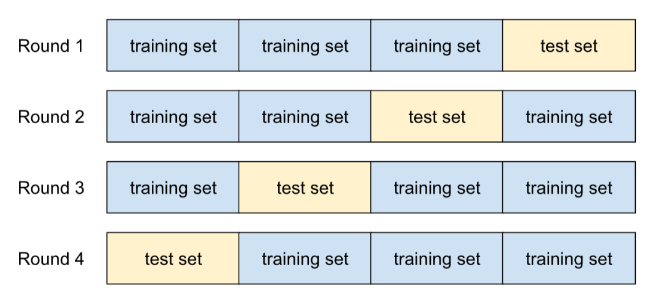 Round 1 training set training set training set test set
Round 2 training set training set test set training set
Round 3 training set test set training set training set
Round 4 test set training set training set training set